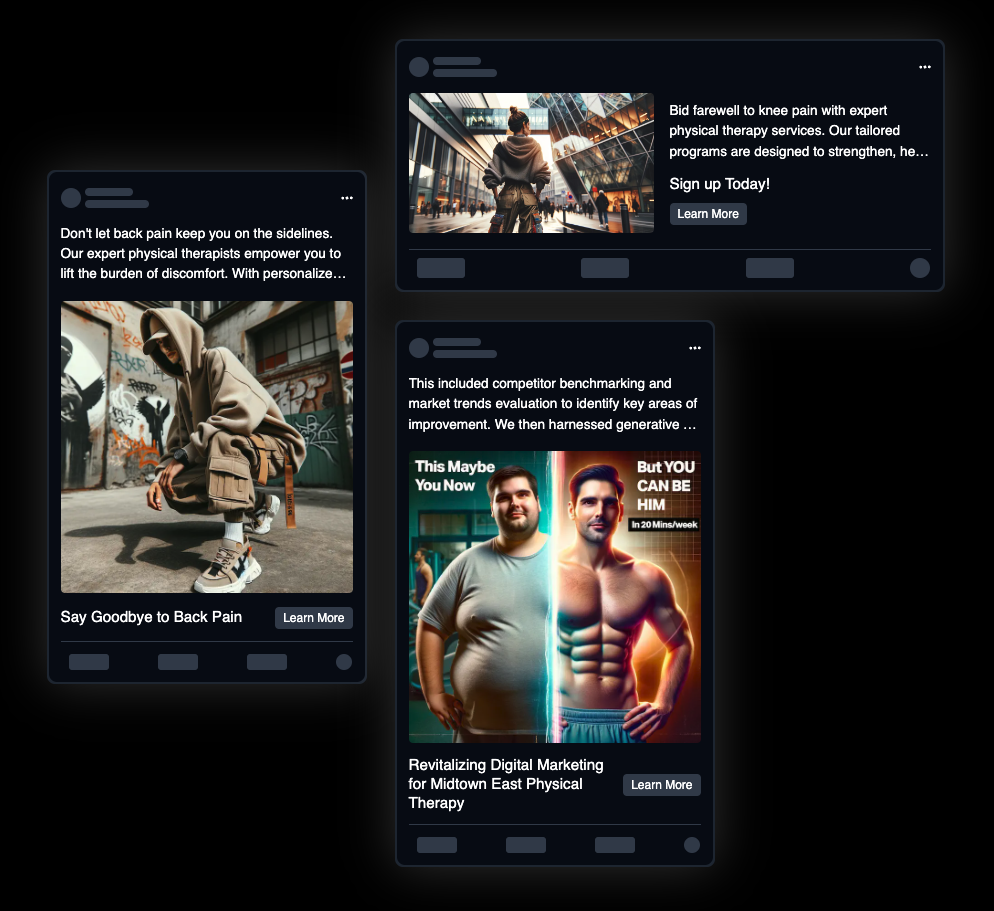 Don't let back pain keep you on the sidelines.
Our expert physical therapists empower you to
lift the burden of discomfort. With personalize…
Say Goodbye to Back Pain
Learn More
Bid farewell to knee pain with expert
physical therapy services. Our tailored
programs are designed to strengthen, he…
Sign up Today!
Learn More
This included competitor benchmarking and
market trends evaluation to identify key areas of
improvement. We then harnessed generative …
This Maybe
You Now
But YOU
CAN BE
HIM
In 20 Mins/week
Revitalizing Digital Marketing
for Midtown East Physical
Therapy
Learn More